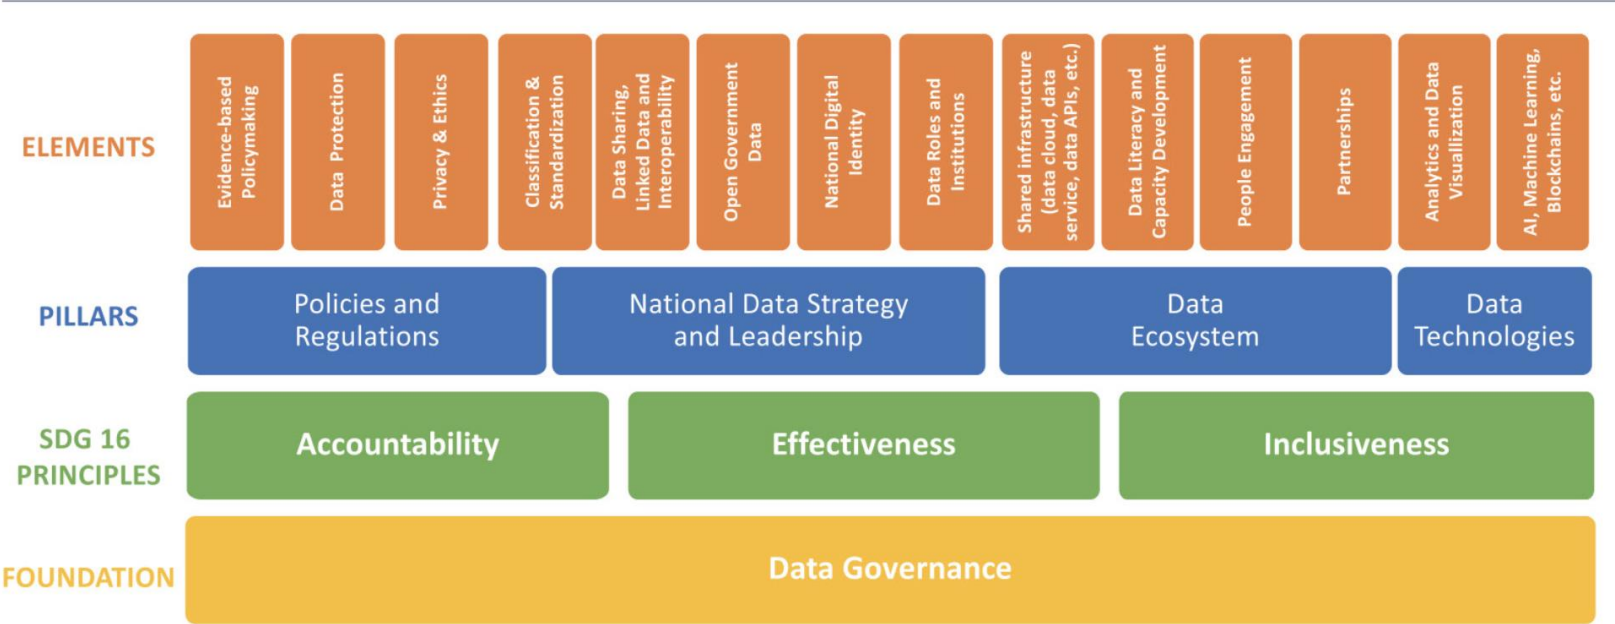 ELEMENTS
Evidence-based
Policymaking
Data Protection
Privacy & Ethics
Classification &
Standardization
Data Sharing,
Linked Data and
Interoperability
Open Government
Data
National Digital
Identity
Data Roles and
Institutions
Shared infrastructure
(data cloud, data
service, data APIs, etc.)
Data Literacy and
Capacity Development
People Engagement
Partnerships
Analytics and Data
Visuallization
AI, Machine Learning,
Blockchains, etc.
PILLARS
Policies and
Regulations
National Data Strategy
and Leadership
Data
Ecosystem
Data
Technologies
SDG 16
PRINCIPLES
Accountability
Effectiveness
Inclusiveness
FOUNDATION
Data Governance